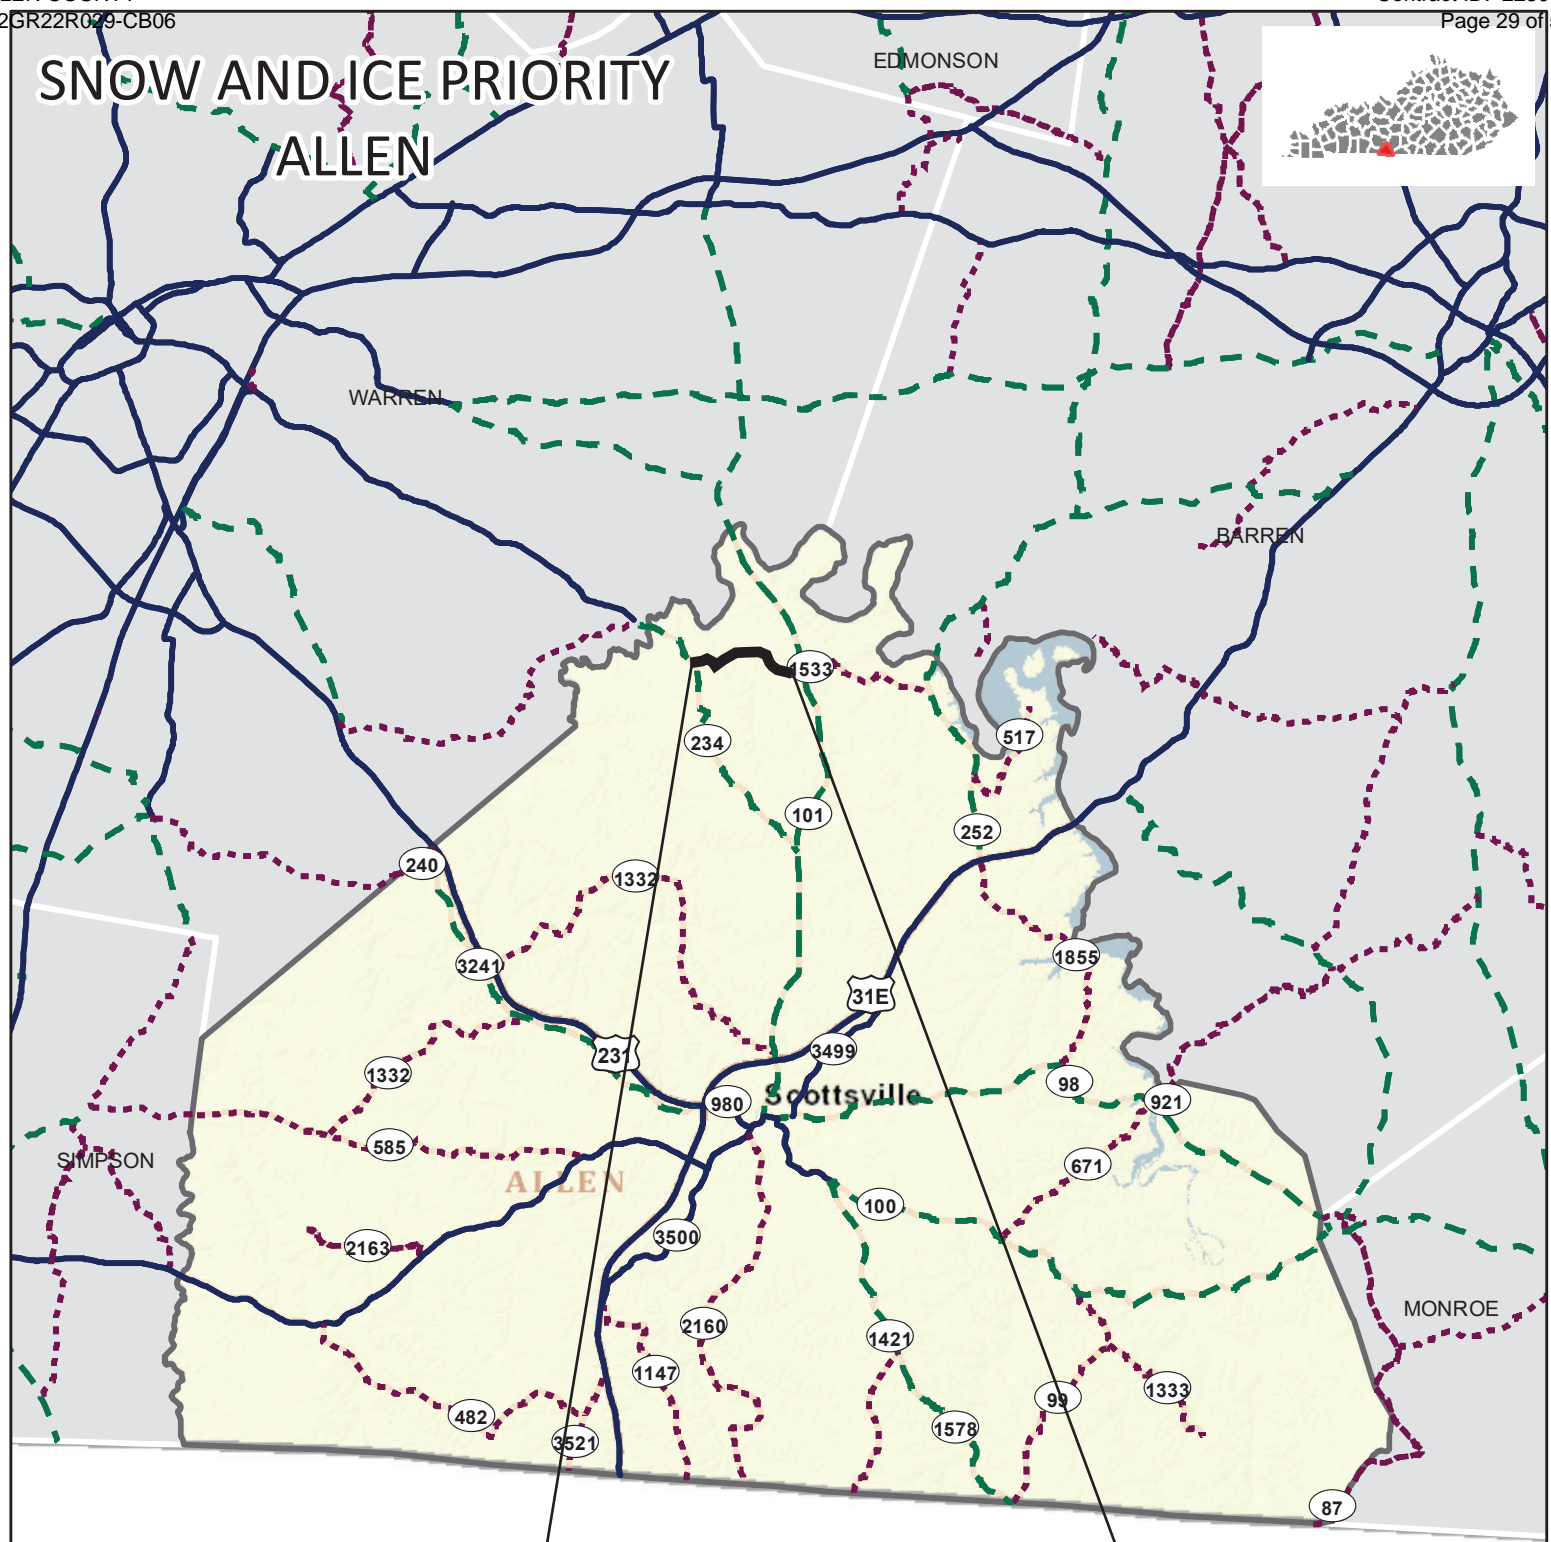 2GR22R029-CB06
Page 29 of
SNOW AND ICE PRIORITY
ALLEN
EDMONSON
WARREN
BARREN
1533
234
517
101
252
240
1332
3241
1855
31E
231
3499
1332
98
980
Scottsville
921
585
SIMPSON
671
ALLEN
100
3500
2163
MONROE
2160
1421
1147
1333
99
482
1578
3521
87